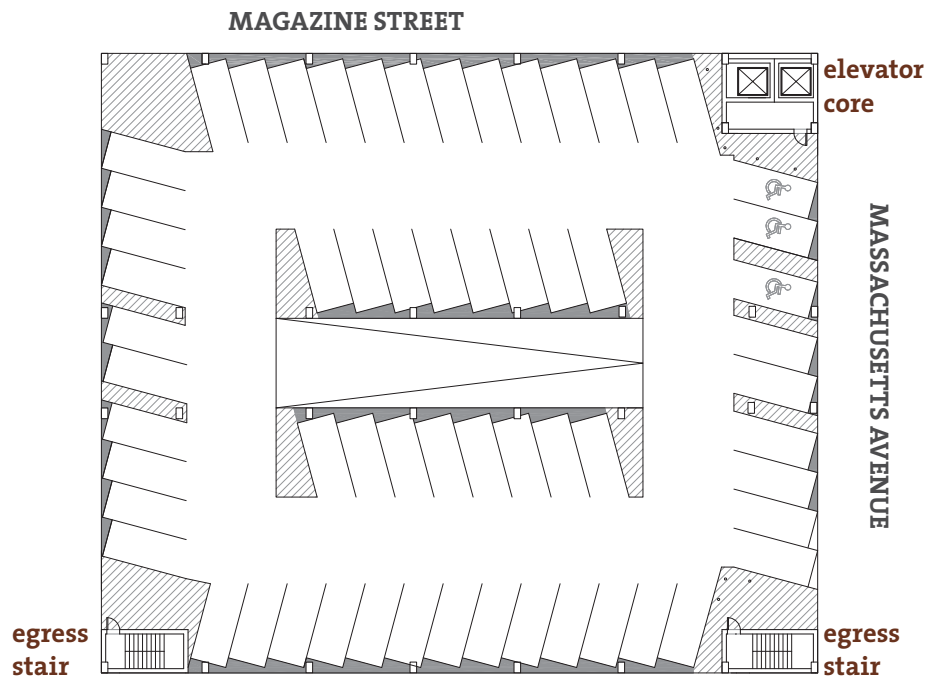 MAGAZINE STREET
elevator
core
MASSACHUSETTS AVENUE
egress
stair
egress
stair